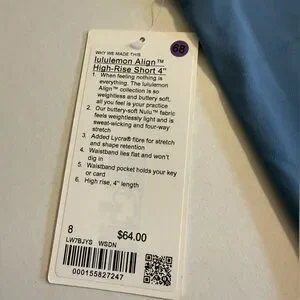 68
WHY WE MADE THIS
lululemon Align™
High-Rise Short 4"
1. When feeling nothing is
everything. The lululemon
Align™ collection is so
weightless and buttery soft,
all you feel is your practice
2. Our buttery-soft Nulu™ fabric
feels weightlessly light and is
sweat-wicking and four-way
stretch
3. Added Lycra® fibre for stretch
and shape retention
4. Waistband lies flat and won't
dig in
5. Waistband pocket holds your key
or card
6. High rise, 4" length
8 $64.00
LW7BJYS WSDN
000155827247